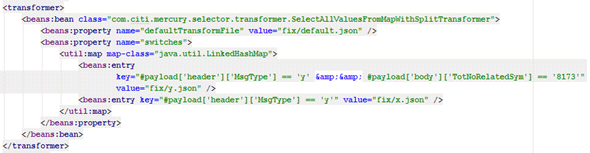 <transformer>
<beans:bean class="com.citi.mercury.selector.transformer.SelectAllValuesFromMapWithSplitTransformer">
<beans:property name="defaultTransformFile" value="fix/default.json" />
<beans:property name="switches">
<util:map map-class="java.util.LinkedHashMap">
<beans:entry
key="#payload['header']['MsgType'] == 'y' &amp;&amp; #payload['body']['TotNoRelatedSym'] == '8173'"
value="fix/y.json" />
<beans:entry key="#payload['header']['MsgType'] == 'y'" value="fix/x.json" />
</util:map>
</beans:property>
</beans:bean>
</transformer>